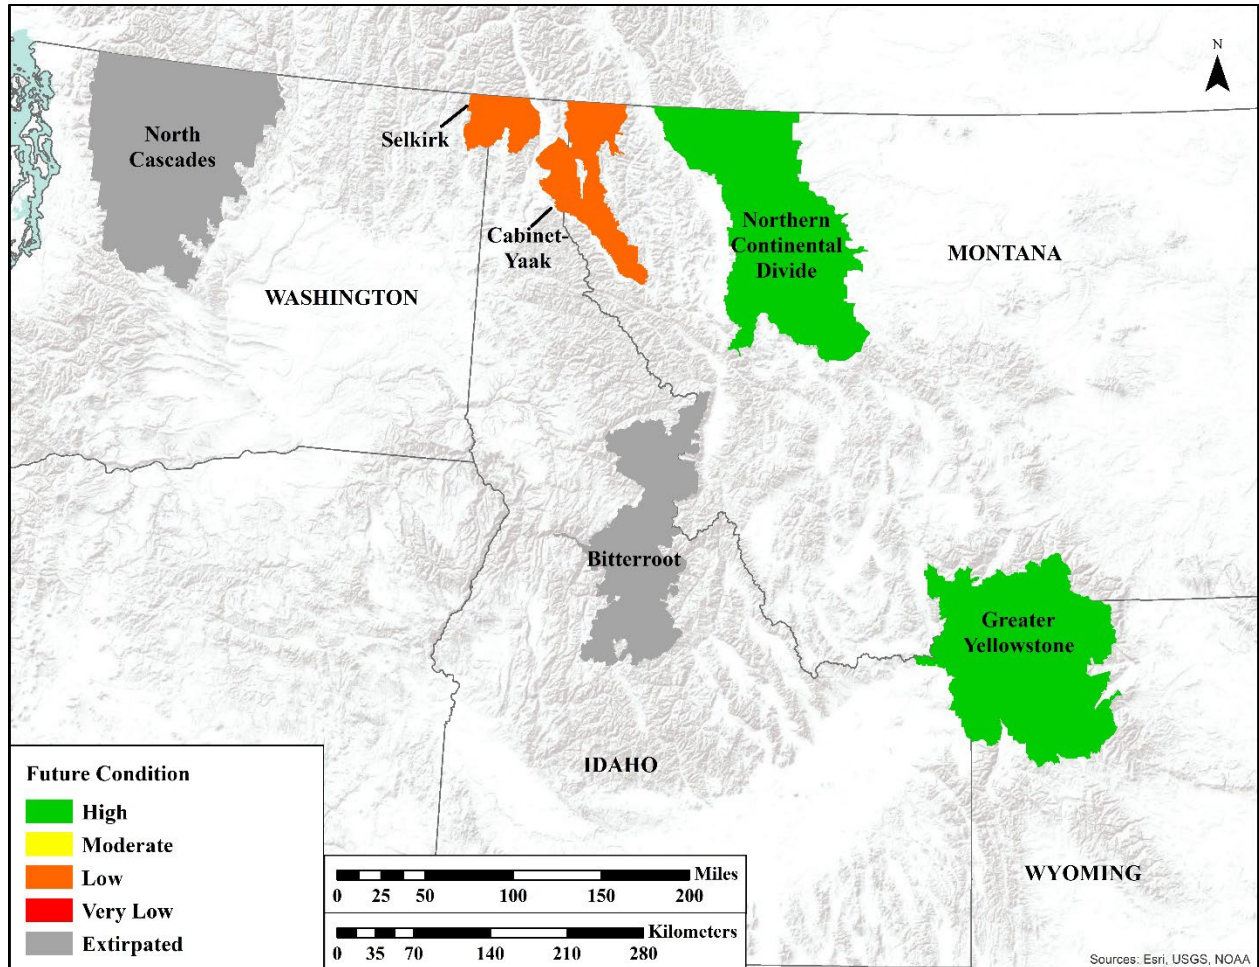 N
North
Cascades
Selkirk
Cabinet-
Yaak
Northern
Continental
Divide
MONTANA
WASHINGTON
Bitterroot
Greater
Yellowstone
IDAHO
WYOMING
Future Condition
High
Moderate
Low
Very Low
Extirpated
Miles
0 25 50 100 150 200
Kilometers
0 35 70 140 210 280
Sources: Esri, USGS, NOAA